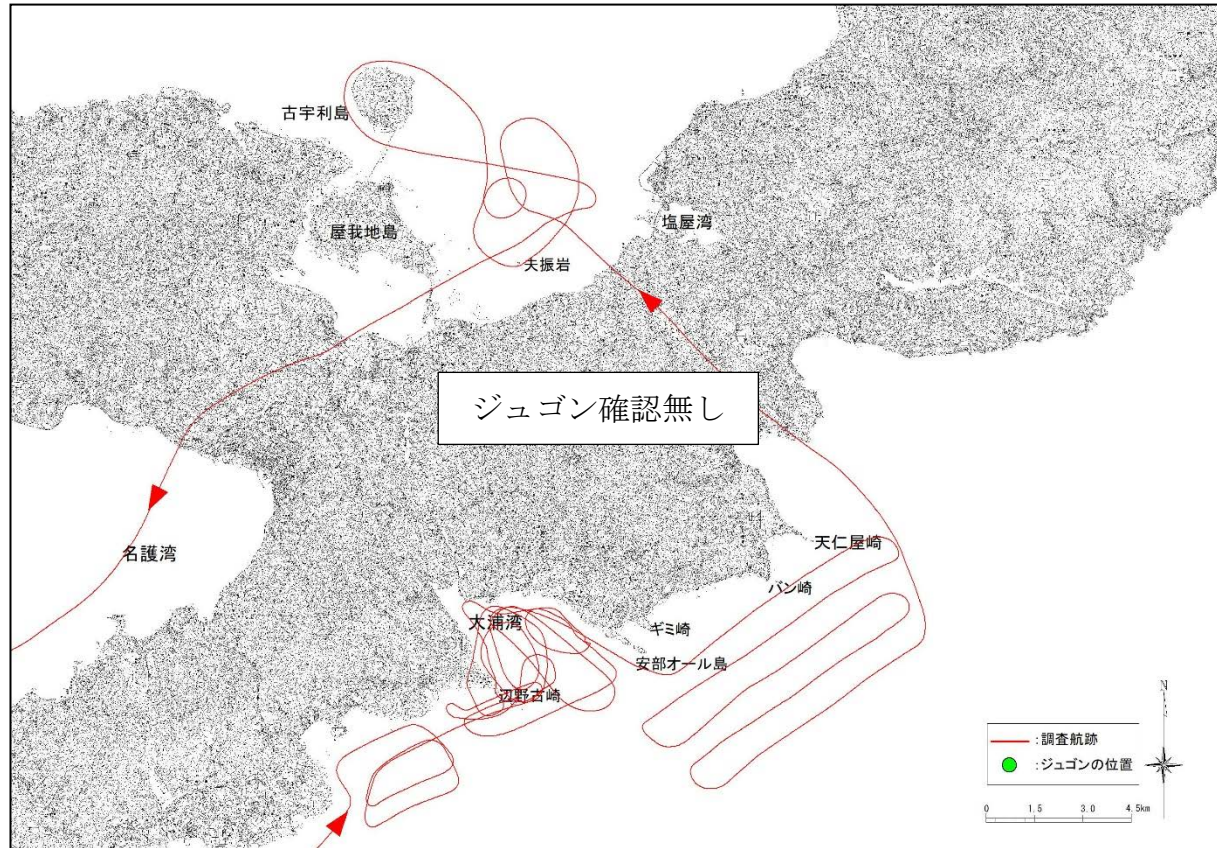 古宇利島
屋我地島
塩屋湾
夫振岩
ジュゴン確認無し
名護湾
天仁屋崎
バン崎
大浦湾
ギミ崎
安部オール島
辺野古崎
N
:調査航跡
:ジュゴンの位置
0 1.5 3.0 4.5km